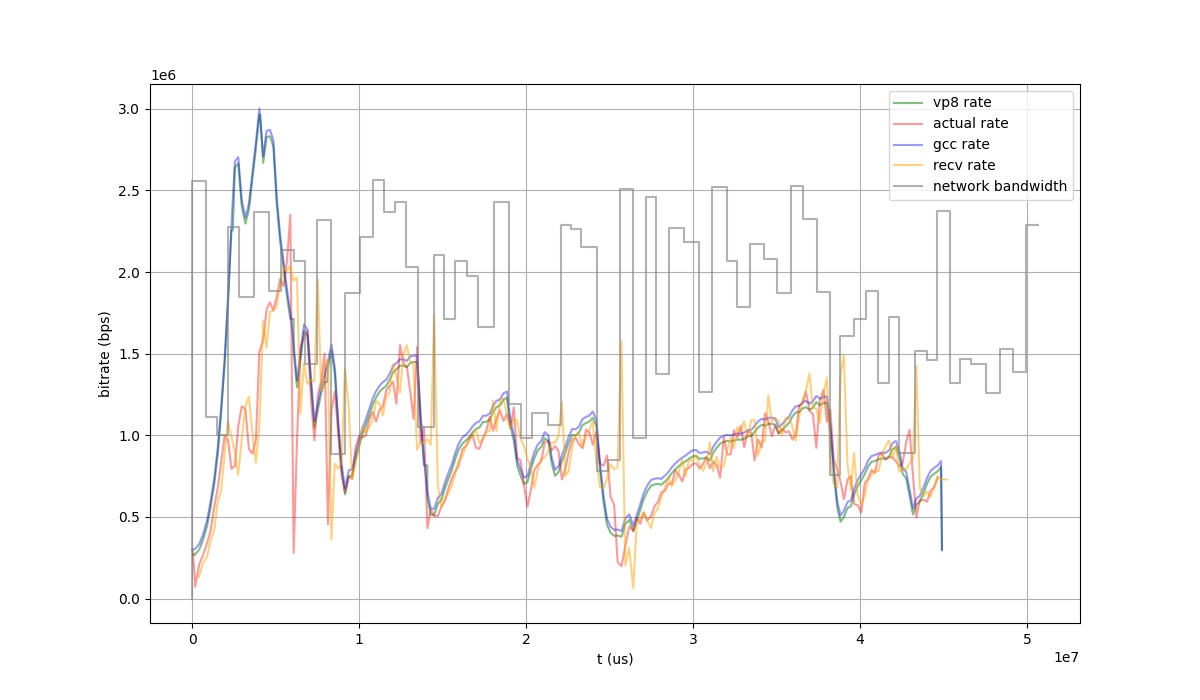 1e6
3.0
2.5
2.0
1.5
1.0
0.5
0.0
bitrate (bps)
vp8 rate
actual rate
gcc rate
recv rate
network bandwidth
0 1 2 3 4 5
t (us)
1e7